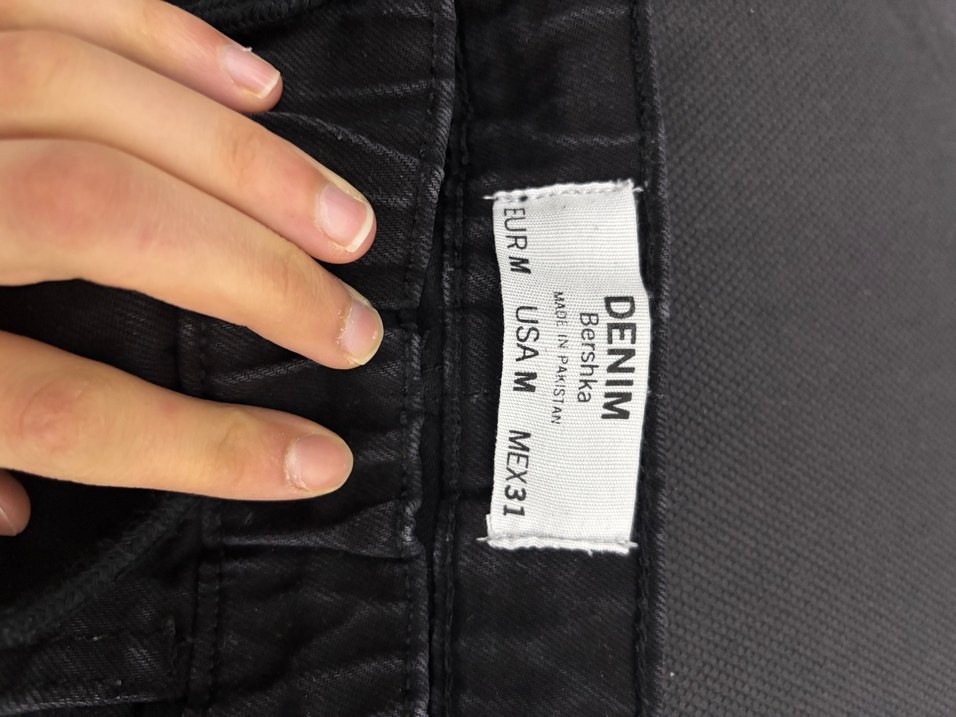 DENIM
Bershka
MADE IN PAKISTAN
EUR M USA M MEX31